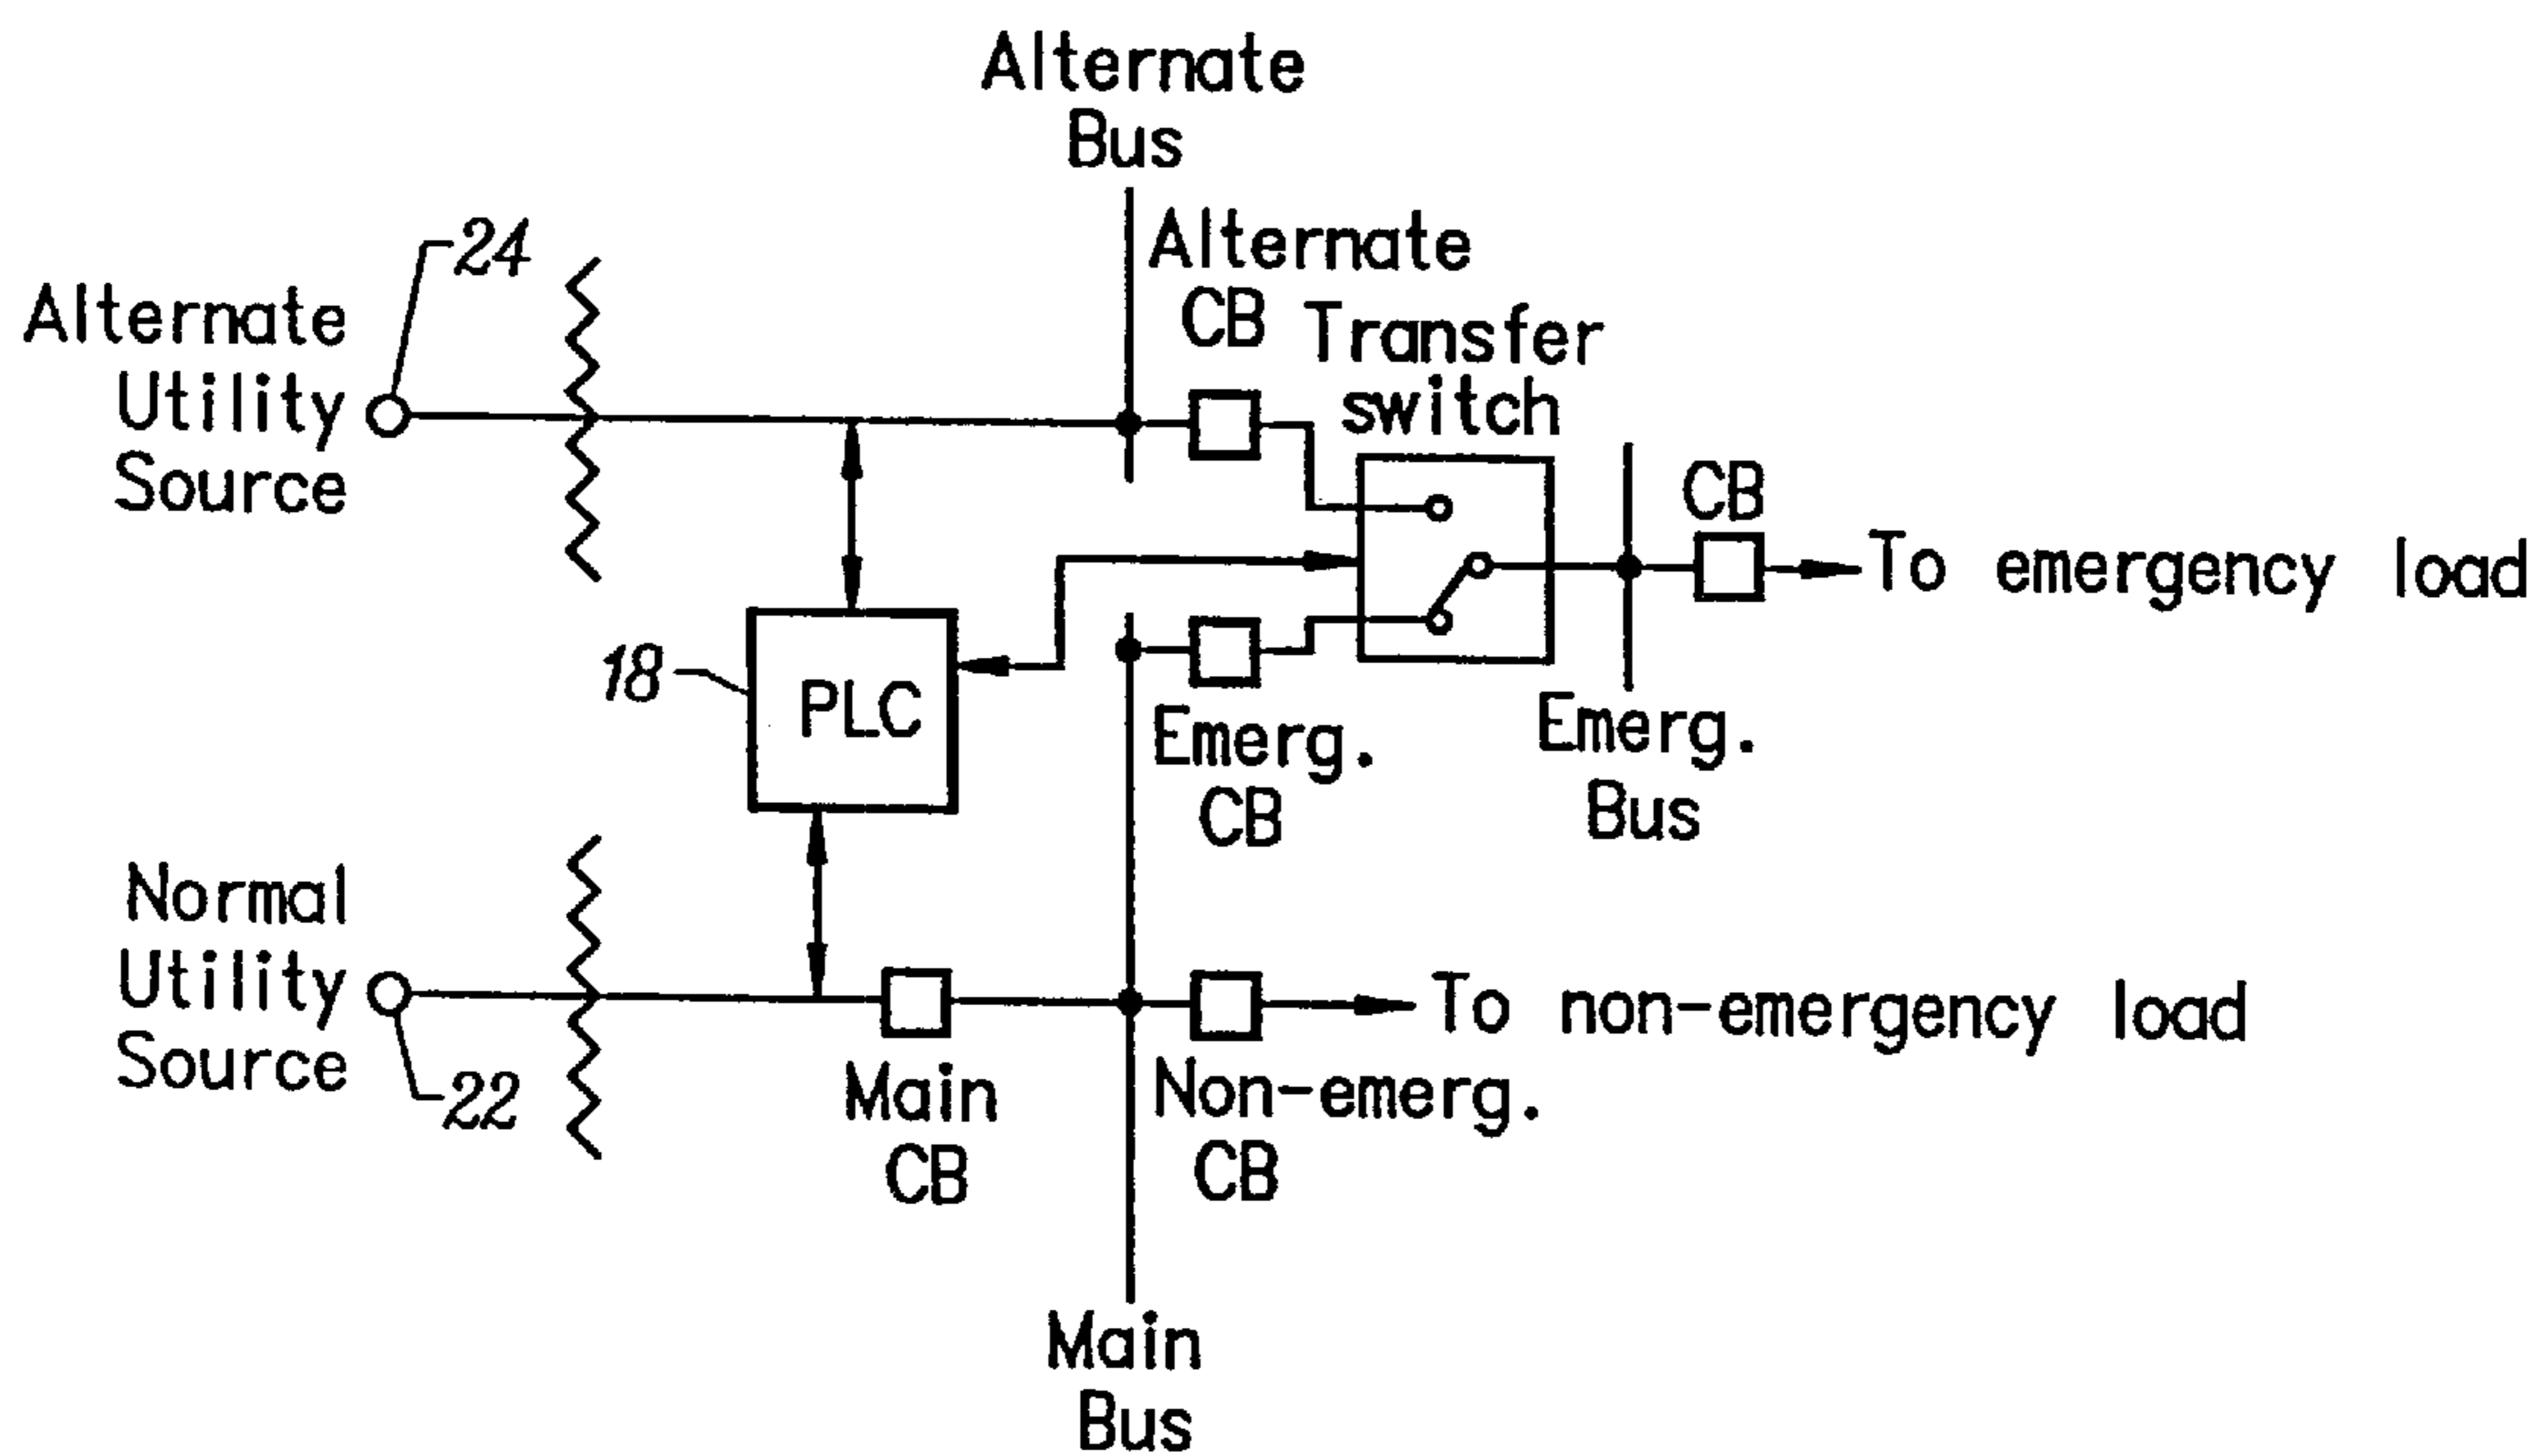 Alternate
Bus
24
Alternate
Utility
Source
Alternate
CB
Transfer
switch
CB
To emergency load
18
PLC
Emerg.
CB
Emerg.
Bus
Normal
Utility
Source
22
Main
CB
Non-emerg.
CB
To non-emergency load
Main
Bus